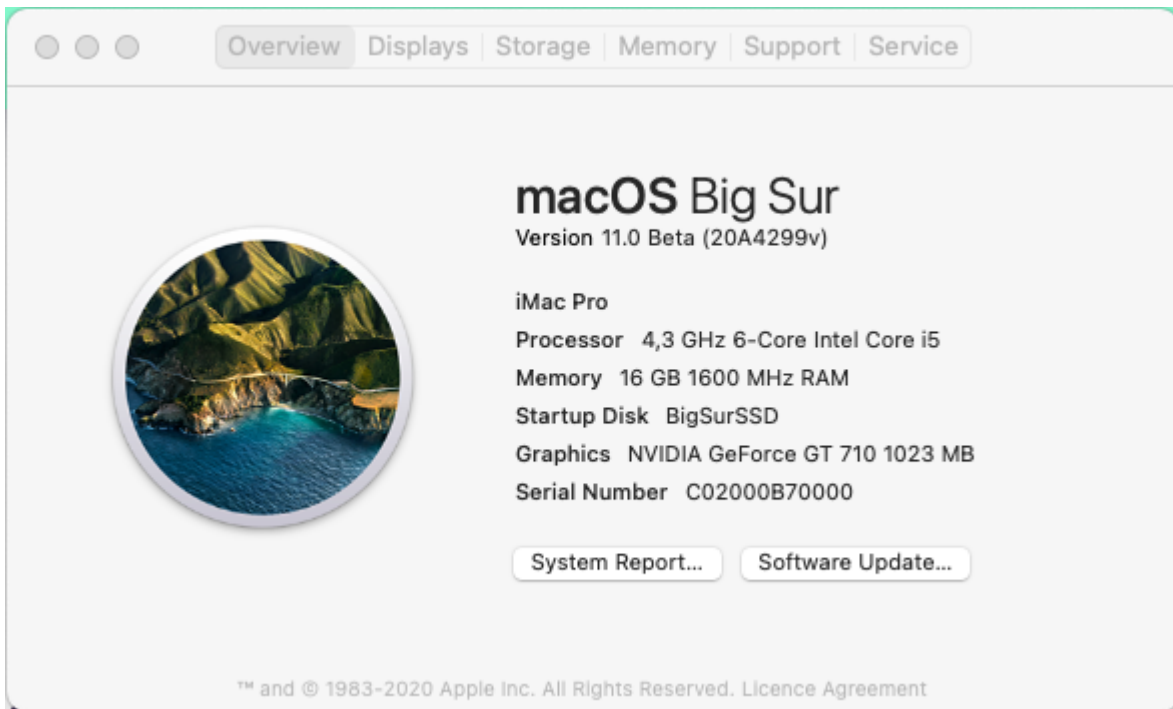 Overview Displays Storage Memory Support Service
macOS Big Sur
Version 11.0 Beta (20A4299v)
iMac Pro
Processor 4,3 GHz 6-Core Intel Core i5
Memory 16 GB 1600 MHz RAM
Startup Disk BigSurSSD
Graphics NVIDIA GeForce GT 710 1023 MB
Serial Number C02000B70000
System Report... Software Update...
™ and © 1983-2020 Apple Inc. All Rights Reserved. Licence Agreement